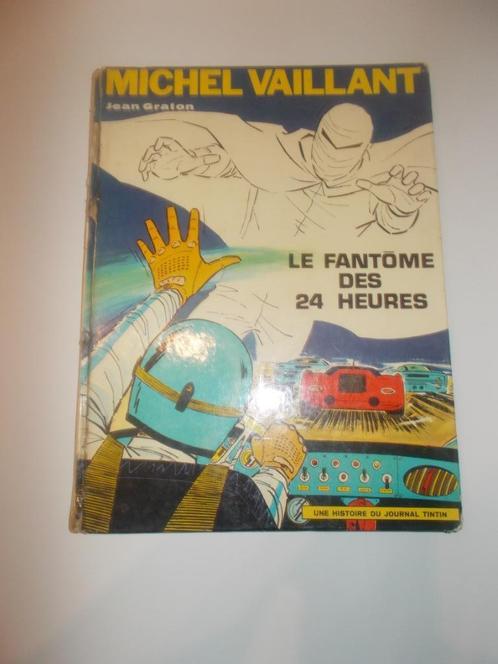 MICHEL VAILLANT
Jean Graton
LE FANTÔME
DES
24 HEURES
UNE HISTOIRE DU JOURNAL TINTIN